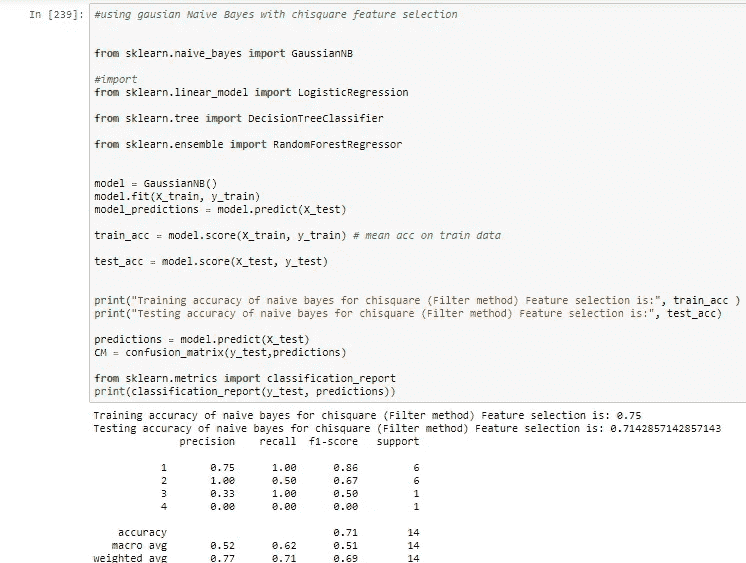 In [239]: #using gausian Naive Bayes with chisquare feature selection
from sklearn.naive_bayes import GaussianNB
#import
from sklearn.linear_model import LogisticRegression
from sklearn.tree import DecisionTreeClassifier
from sklearn.ensemble import RandomForestRegressor
model = GaussianNB()
model.fit(X_train, y_train)
model_predictions = model.predict(X_test)
train_acc = model.score(X_train, y_train) # mean acc on train data
test_acc = model.score(X_test, y_test)
print("Training accuracy of naive bayes for chisquare (Filter method) Feature selection is:", train_acc )
print("Testing accuracy of naive bayes for chisquare (Filter method) Feature selection is:", test_acc)
predictions = model.predict(X_test)
CM = confusion_matrix(y_test,predictions)
from sklearn.metrics import classification_report
print(classification_report(y_test, predictions))
Training accuracy of naive bayes for chisquare (Filter method) Feature selection is: 0.75
Testing accuracy of naive bayes for chisquare (Filter method) Feature selection is: 0.7142857142857143
precision recall f1-score support
1 0.75 1.00 0.86 6
2 1.00 0.50 0.67 6
3 0.33 1.00 0.50 1
4 0.00 0.00 0.00 1
accuracy 0.71 14
macro avg 0.52 0.62 0.51 14
weighted avg 0.77 0.71 0.69 14